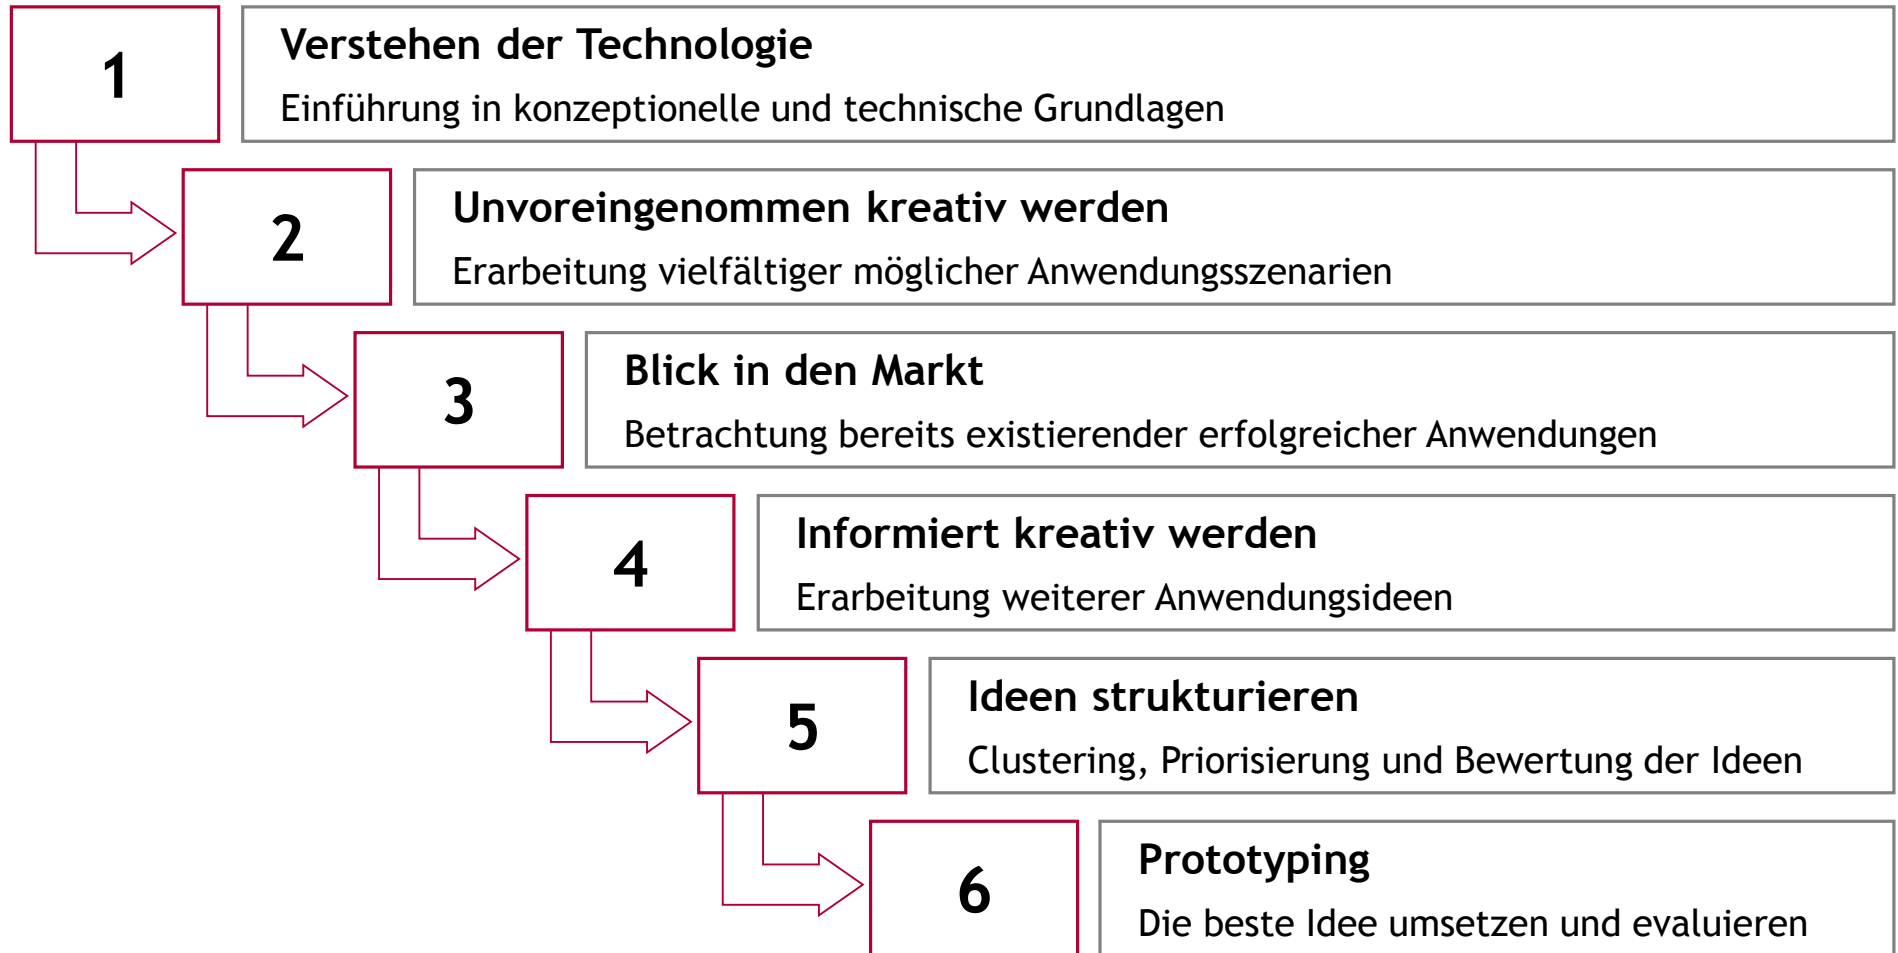 1
Verstehen der Technologie
Einführung in konzeptionelle und technische Grundlagen
2
Unvoreingenommen kreativ werden
Erarbeitung vielfältiger möglicher Anwendungsszenarien
3
Blick in den Markt
Betrachtung bereits existierender erfolgreicher Anwendungen
4
Informiert kreativ werden
Erarbeitung weiterer Anwendungsideen
5
Ideen strukturieren
Clustering, Priorisierung und Bewertung der Ideen
6
Prototyping
Die beste Idee umsetzen und evaluieren